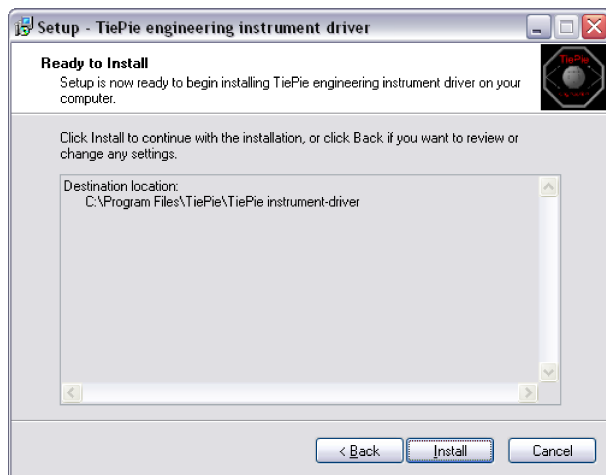 Setup - TiePie engineering instrument driver
Ready to Install
Setup is now ready to begin installing TiePie engineering instrument driver on your
computer.
TiePie
Click Install to continue with the installation, or click Back if you want to review or
change any settings.
Destination location:
C:\Program Files\TiePie\TiePie instrument-driver
< Back
Install
Cancel